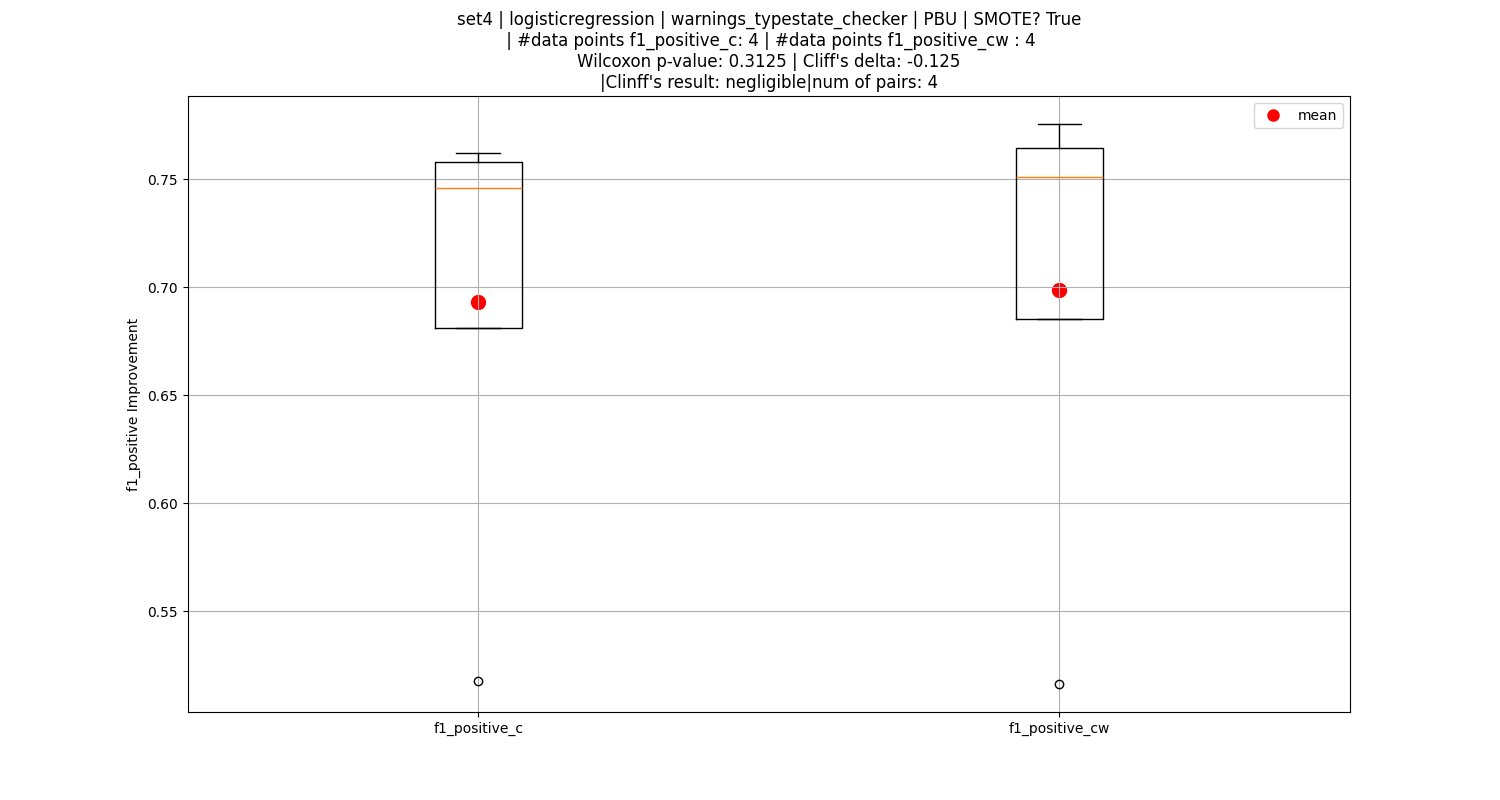 set4 | logisticregression | warnings_typestate_checker | PBU | SMOTE? True
| #data points f1_positive_c: 4 | #data points f1_positive_cw : 4
Wilcoxon p-value: 0.3125 | Cliff's delta: -0.125
|Clinff's result: negligible|num of pairs: 4
mean
0.75
0.70
0.65
0.60
0.55
f1_positive Improvement
f1_positive_c
f1_positive_cw